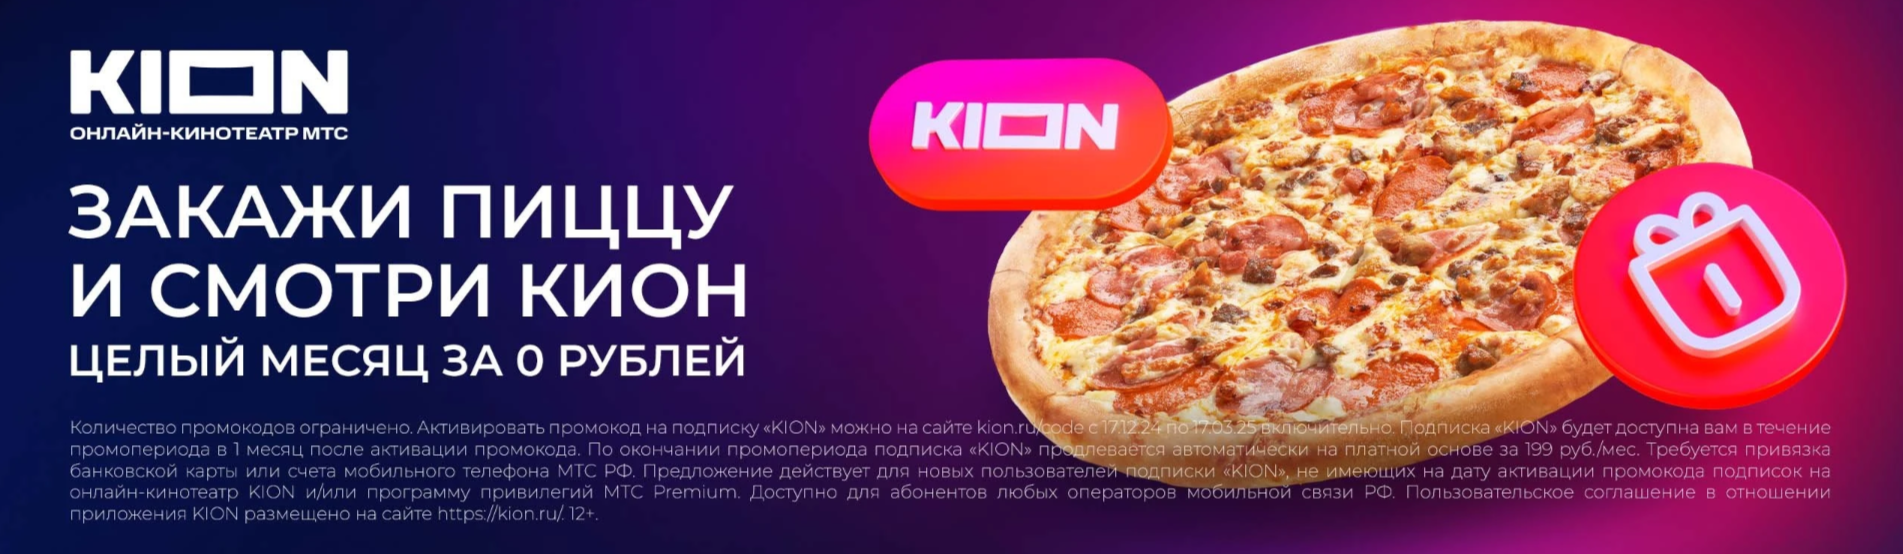 KION
ОНЛАЙН-КИНОТЕАТР МТС
ЗАКАЖИ ПИЦЦУ
И СМОТРИ КИОН
ЦЕЛЫЙ МЕСЯЦ ЗА 0 РУБЛЕЙ
KION
Количество промокодов ограничено. Активировать промокод на подписку «KION» можно на сайте kion.ru/code с 17.12.24 по 17.03.25 включительно. Подписка «KION» будет доступна вам в течение
промопериода в 1 месяц после активации промокода. По окончании промопериода подписка «KION» продлевается автоматически на платной основе за 199 руб./мес. Требуется привязка
банковской карты или счета мобильного телефона МТС РФ. Предложение действует для новых пользователей подписки «KION», не имеющих на дату активации промокода подписок на
онлайн-кинотеатр KION и/или программу привилегий МТС Premium. Доступно для абонентов любых операторов мобильной связи РФ. Пользовательское соглашение в отношении
приложения KION размещено на сайте https://kion.ru/. 12+.